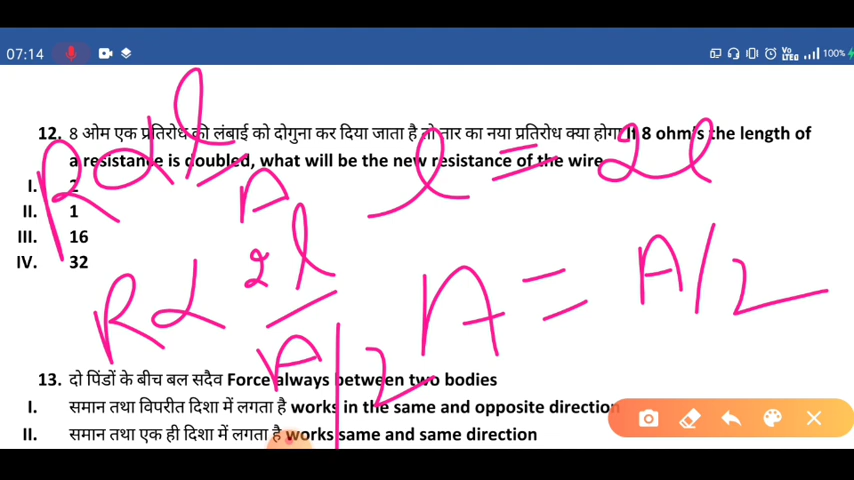 07:14 Vo LTEG 100%
12. 8 ओम एक प्रतिरोध की लंबाई को दोगुना कर दिया जाता है तो तार का नया प्रतिरोध क्या होगा If 8 ohm's the length of
a resistance is doubled, what will be the new resistance of the wire
I. 2
II. 1
III. 16
IV. 32
R α l/A l = 2l
R α 2l/A/2 A = A/2
13. दो पिंडों के बीच बल सदैव Force always between two bodies
I. समान तथा विपरीत दिशा में लगता है works in the same and opposite direction
II. समान तथा एक ही दिशा में लगता है works same and same direction